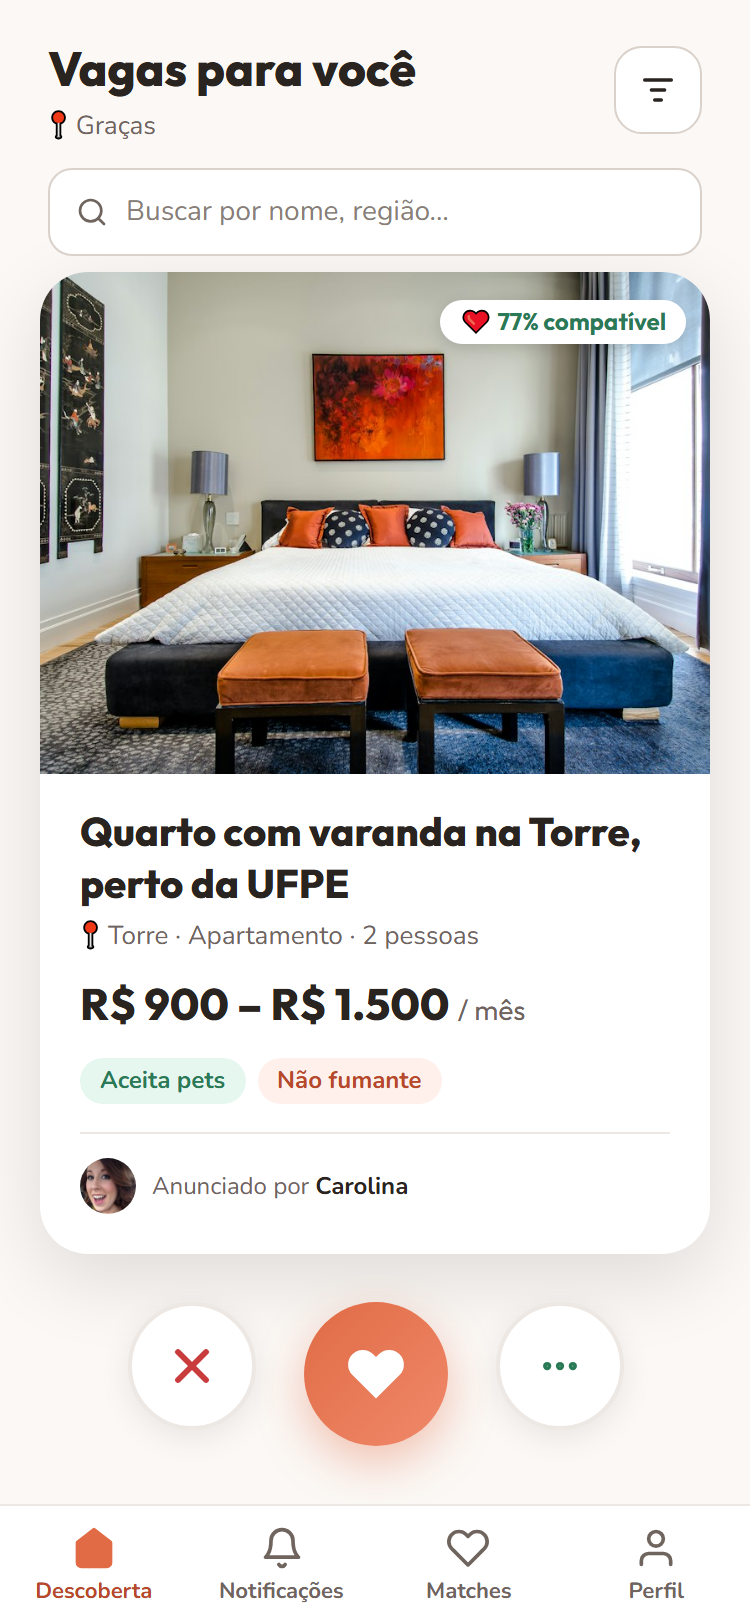 Vagas para você
Graças
Buscar por nome, região...
77% compatível
Quarto com varanda na Torre,
perto da UFPE
Torre · Apartamento · 2 pessoas
R$ 900 – R$ 1.500 / mês
Aceita pets
Não fumante
Anunciado por Carolina
Descoberta
Notificações
Matches
Perfil